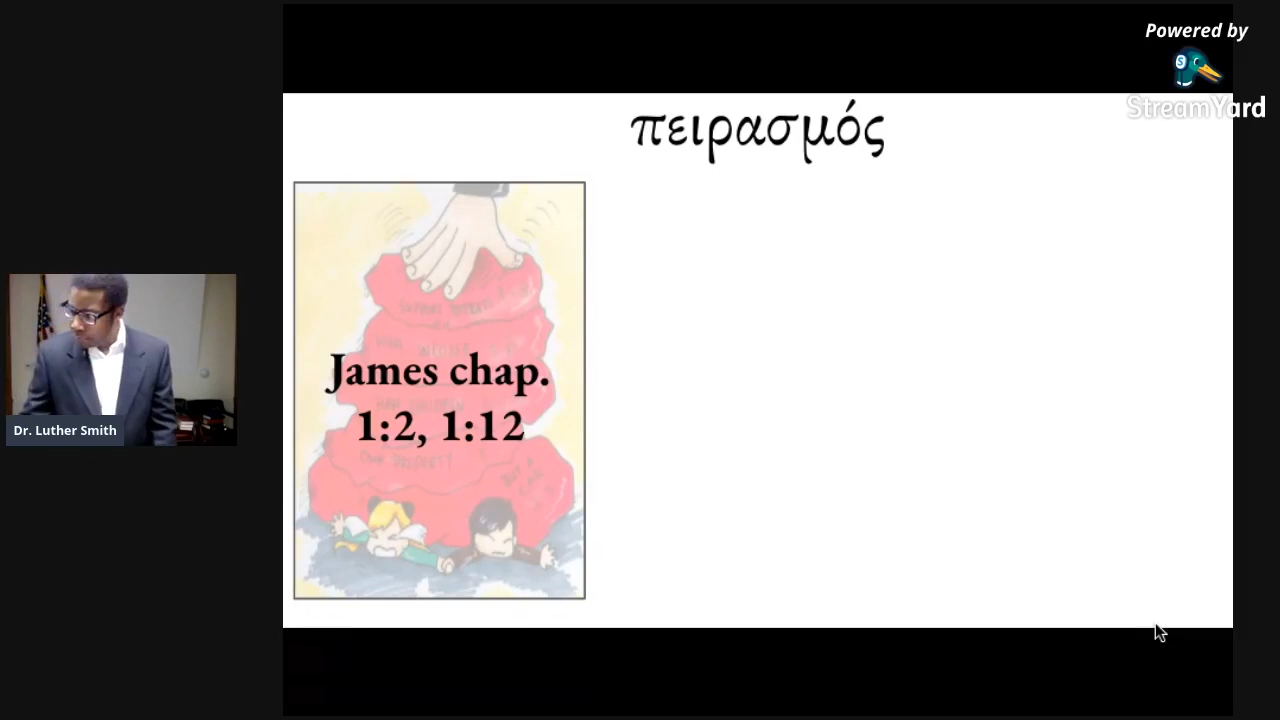 Powered by
StreamYard
πειρασμός
James chap.
1:2, 1:12
Dr. Luther Smith